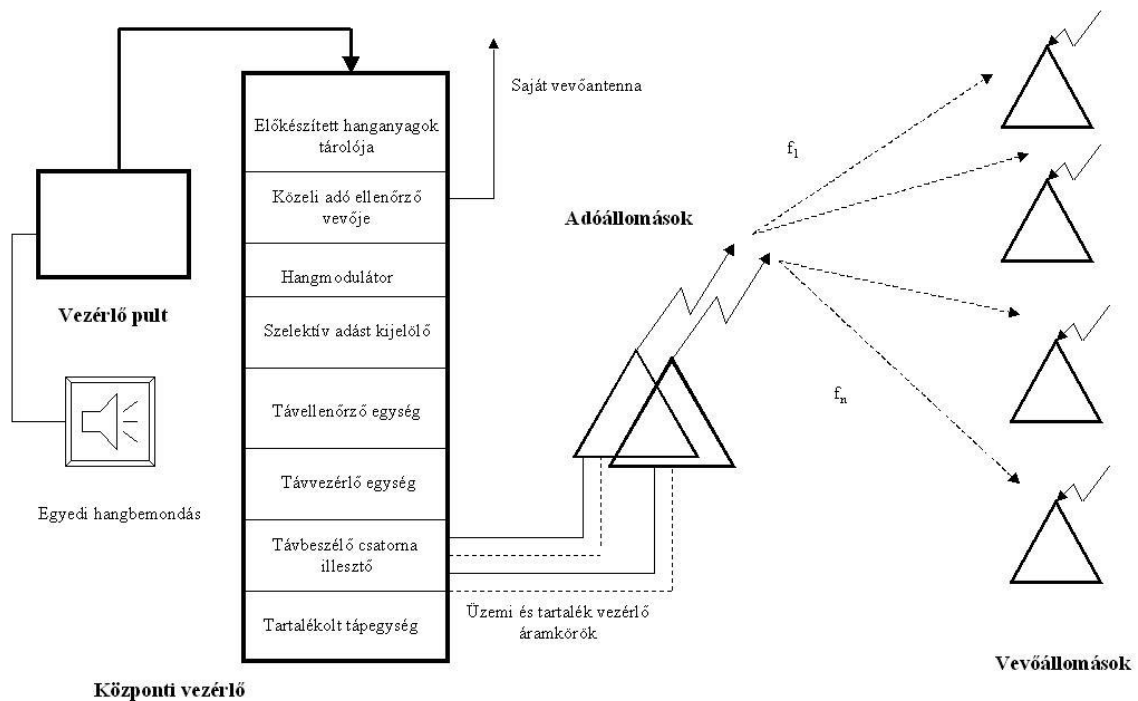 Saját vevőantenna
Előkészített hanganyagok
tárolója
Közeli adó ellenőrző
vevője
Hangmodulátor
Szelektív adást kijelölő
Távellenőrző egység
Távvezérlő egység
Távbeszélő csatorna
illesztő
Tartalékolt tápegység
Vezérlő pult
Egyedi hangbemondás
Központi vezérlő
Adóállomások
f1
fn
Üzemi és tartalék vezérlő
áramkörök
Vevőállomások